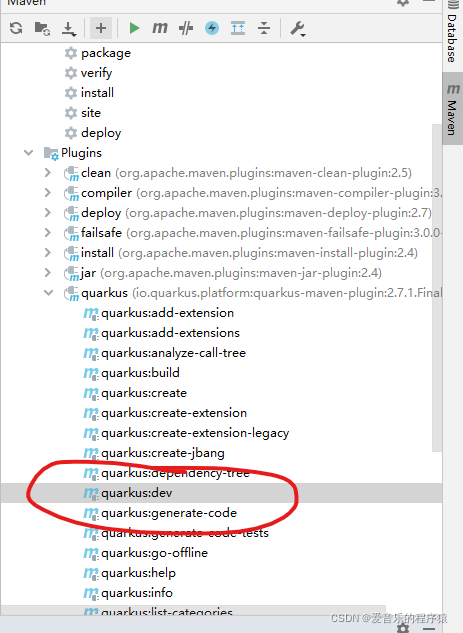 Maven
package
verify
install
site
deploy
Plugins
clean (org.apache.maven.plugins:maven-clean-plugin:2.5)
compiler (org.apache.maven.plugins:maven-compiler-plugin:3.
deploy (org.apache.maven.plugins:maven-deploy-plugin:2.7)
failsafe (org.apache.maven.plugins:maven-failsafe-plugin:3.0.0-
install (org.apache.maven.plugins:maven-install-plugin:2.4)
jar (org.apache.maven.plugins:maven-jar-plugin:2.4)
quarkus (io.quarkus.platform:quarkus-maven-plugin:2.7.1.Final
quarkus:add-extension
quarkus:add-extensions
quarkus:analyze-call-tree
quarkus:build
quarkus:create
quarkus:create-extension
quarkus:create-extension-legacy
quarkus:create-jbang
quarkus:dependency-tree
quarkus:dev
quarkus:generate-code
quarkus:generate-code-tests
quarkus:go-offline
quarkus:help
quarkus:info
quarkus:list-categories
Database
Maven
CSDN @爱音乐的程序猿